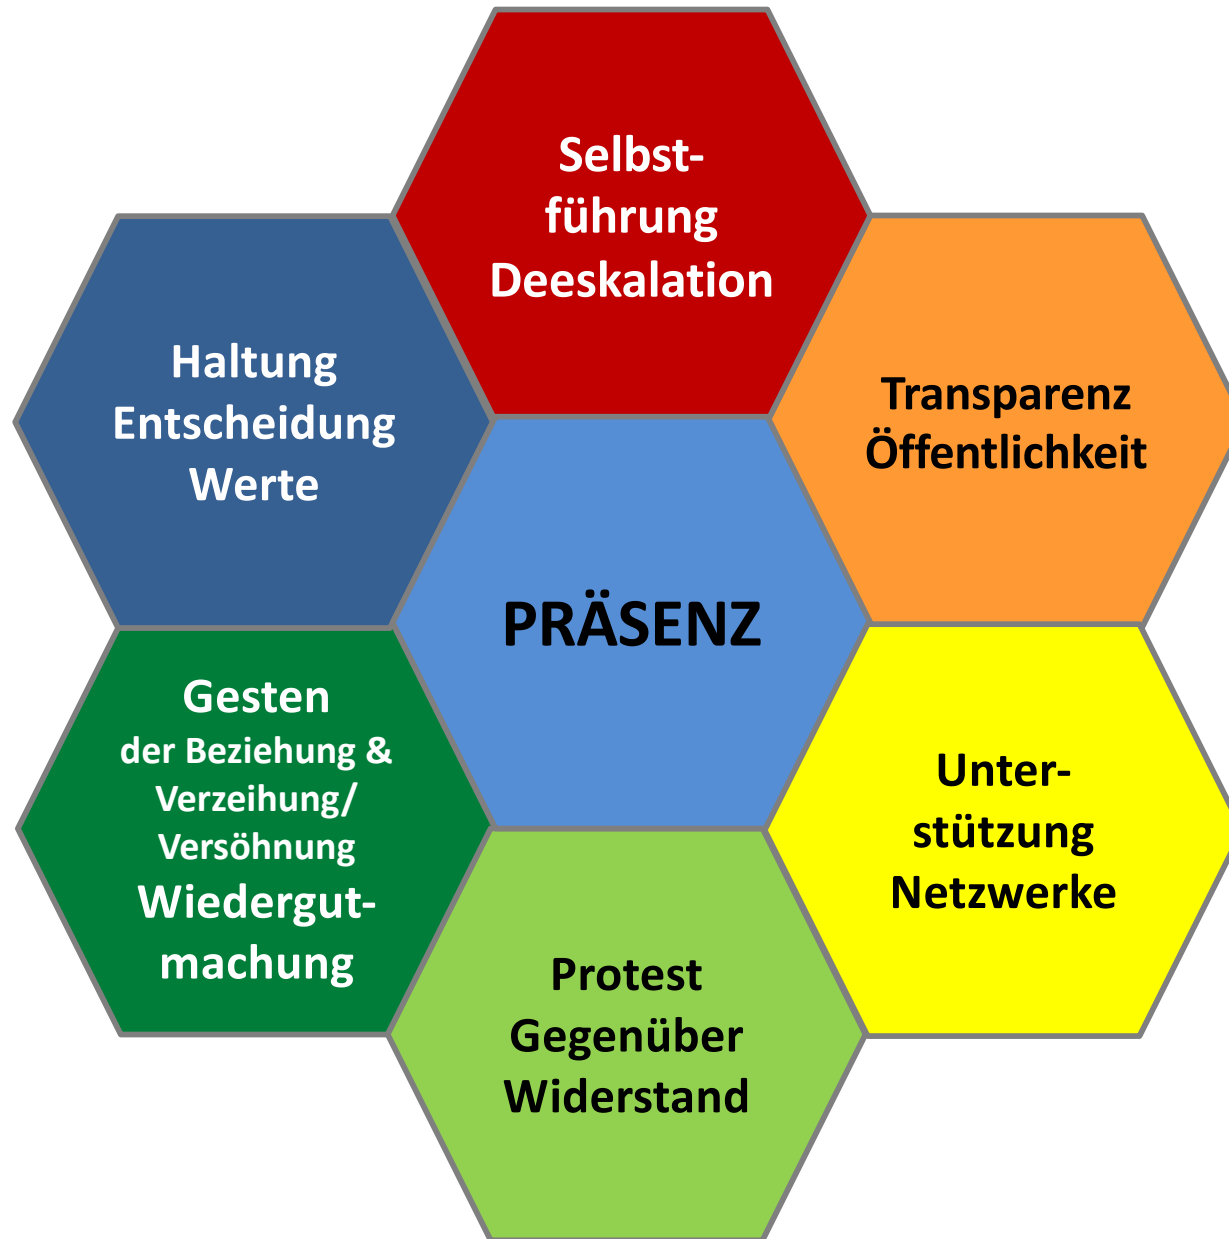 Selbst-
führung
Deeskalation
Haltung
Entscheidung
Werte
Transparenz
Öffentlichkeit
PRÄSENZ
Gesten
der Beziehung &
Verzeihung/
Versöhnung
Wiedergut-
machung
Unter-
stützung
Netzwerke
Protest
Gegenüber
Widerstand